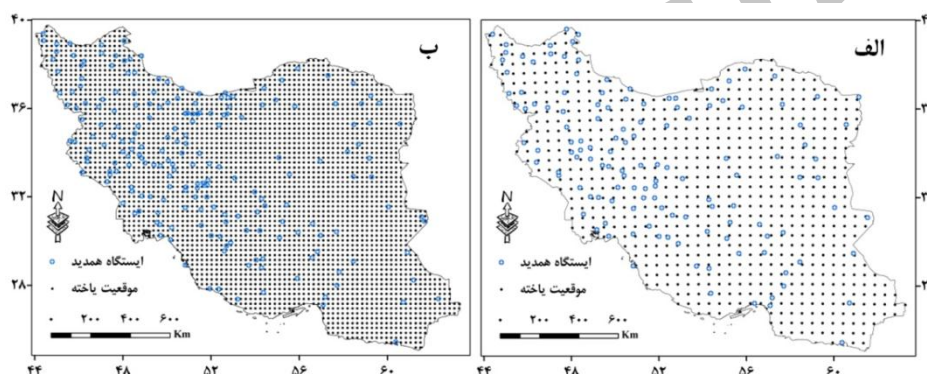 الف
ب
۴۰
۳۶
۳۲
۲۸
N
N
ایستگاه همدید
موقعیت یاخته
۰ ۲۰۰ ۴۰۰ ۶۰۰
Km
ایستگاه همدید
موقعیت یاخته
۰ ۲۰۰ ۴۰۰ ۶۰۰
Km
۴۴ ۴۸ ۵۲ ۵۶ ۶۰
۴۴ ۴۸ ۵۲ ۵۶ ۶۰